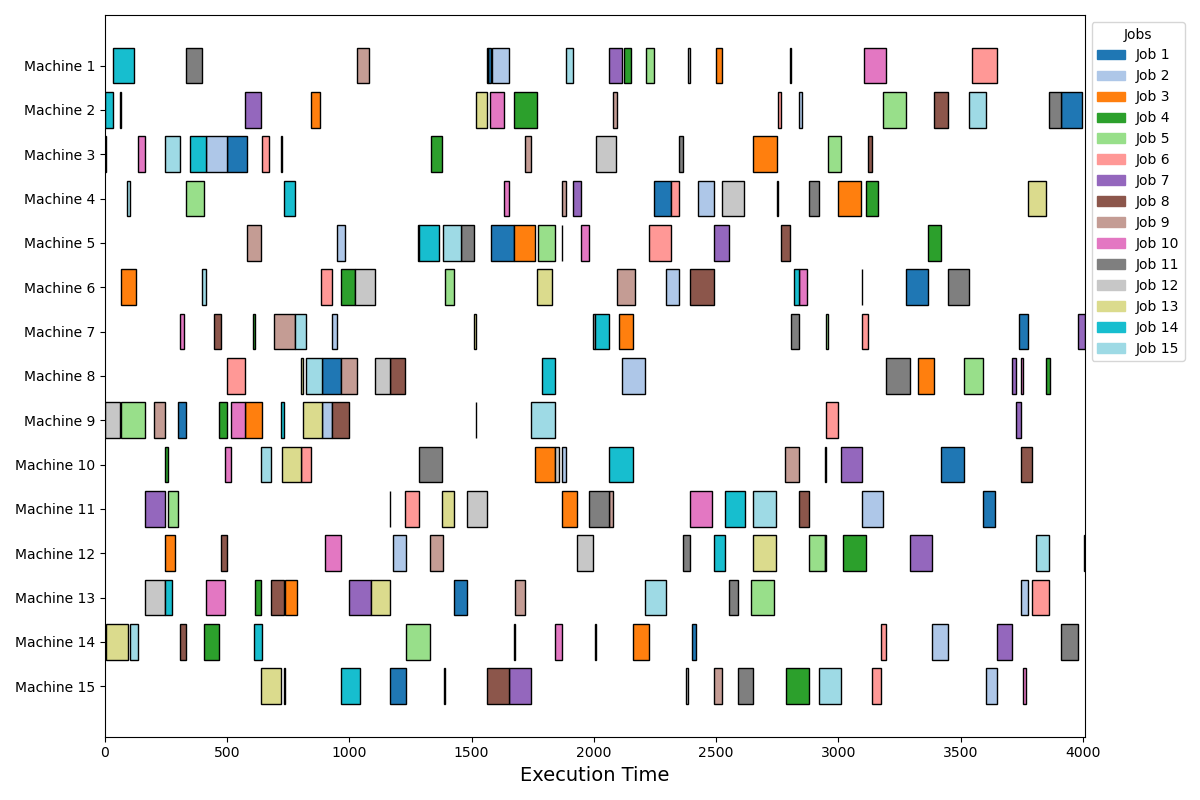 Machine 1
Machine 2
Machine 3
Machine 4
Machine 5
Machine 6
Machine 7
Machine 8
Machine 9
Machine 10
Machine 11
Machine 12
Machine 13
Machine 14
Machine 15
0 500 1000 1500 2000 2500 3000 3500 4000
Execution Time
Jobs
Job 1
Job 2
Job 3
Job 4
Job 5
Job 6
Job 7
Job 8
Job 9
Job 10
Job 11
Job 12
Job 13
Job 14
Job 15